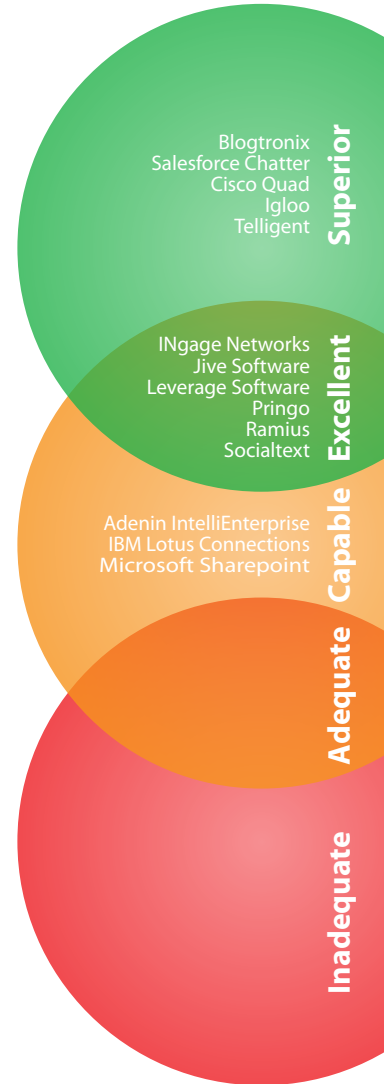 Blogtronix
Salesforce Chatter
Cisco Quad
Igloo
Telligent
Superior
INgage Networks
Jive Software
Leverage Software
Pringo
Ramius
Socialtext
Excellent
Adenin IntelliEnterprise
IBM Lotus Connections
Microsoft Sharepoint
Capable
Adequate
Inadequate